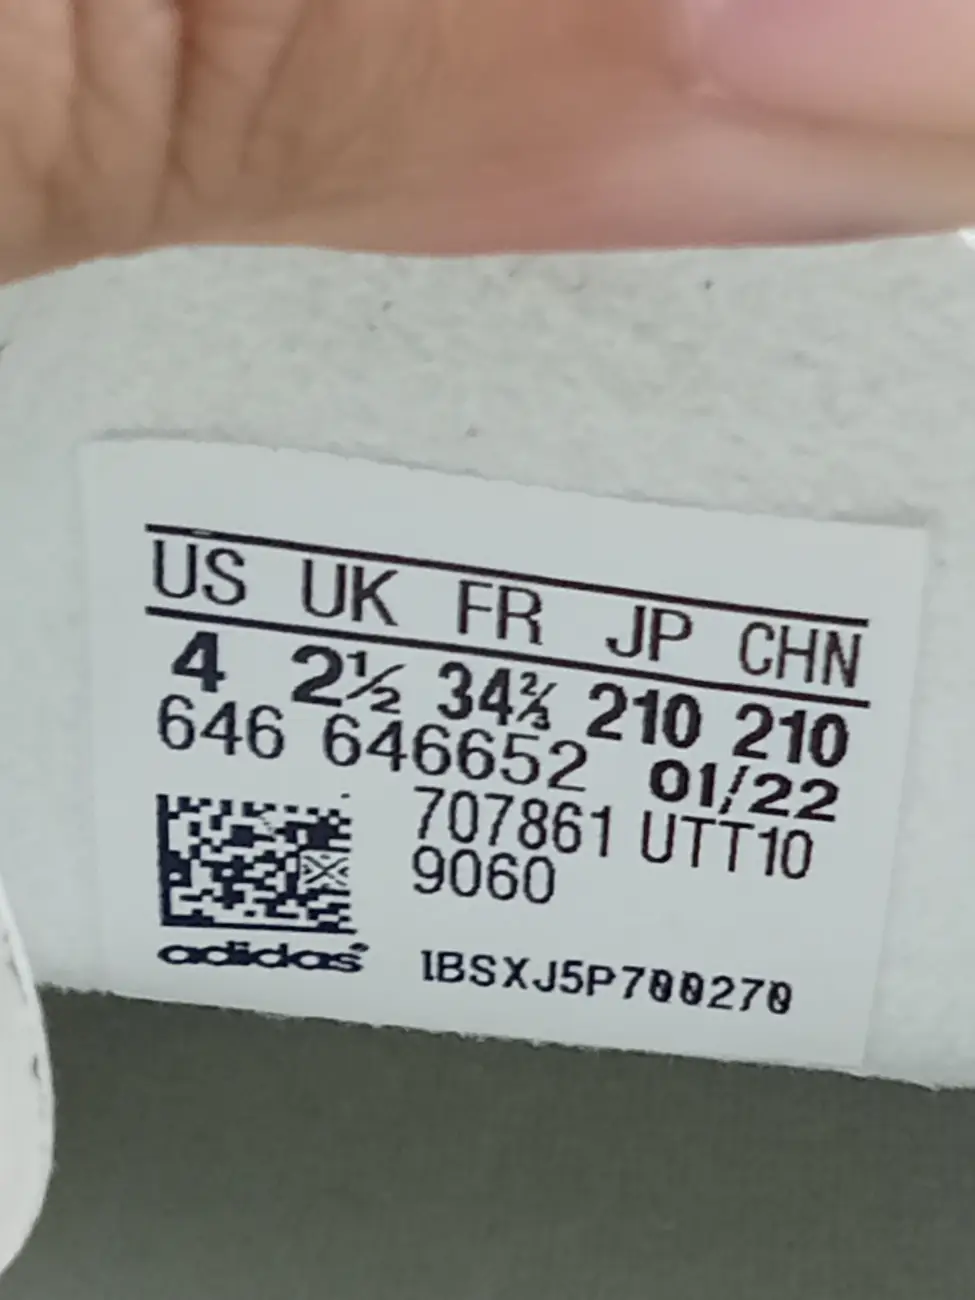 US UK FR JP CHN
4 2½ 34⅔ 210 210
646 646652 01/22
707861 UTT10
9060
adidas
1BSXJ5P700270